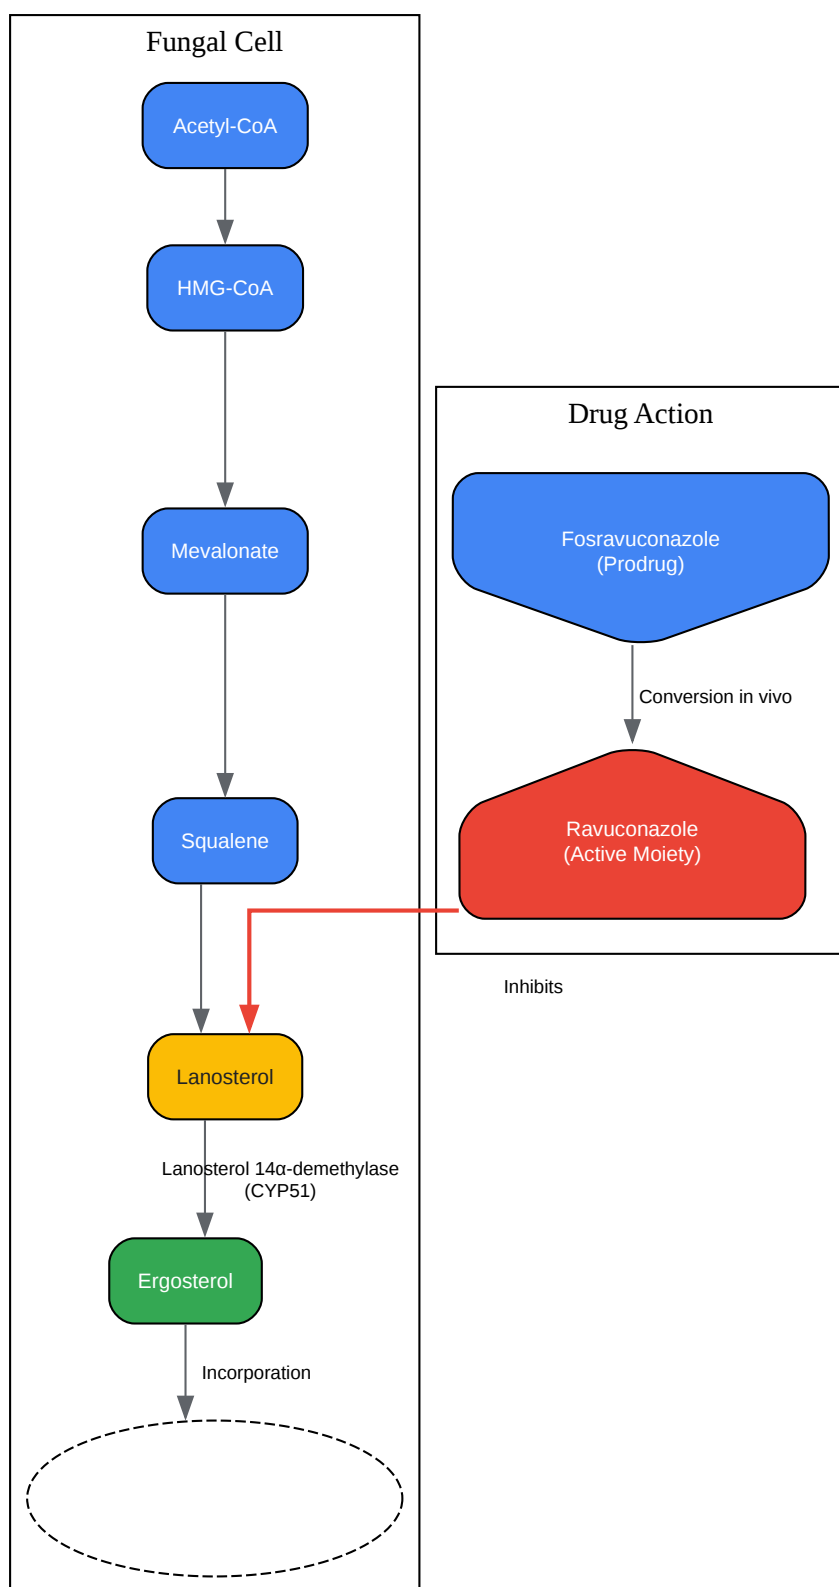 Fungal Cell
Acetyl-CoA
HMG-CoA
Mevalonate
Squalene
Lanosterol
Lanosterol 14α-demethylase
(CYP51)
Ergosterol
Incorporation
Drug Action
Fosravuconazole
(Prodrug)
Conversion in vivo
Ravuconazole
(Active Moiety)
Inhibits